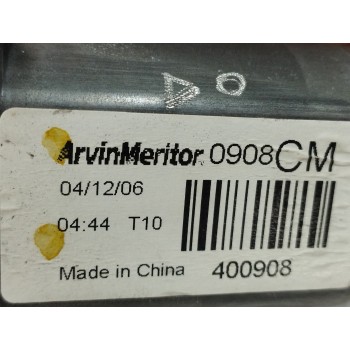 ArvinMeritor 0908CM
04/12/06
04:44 T10
Made in China 400908